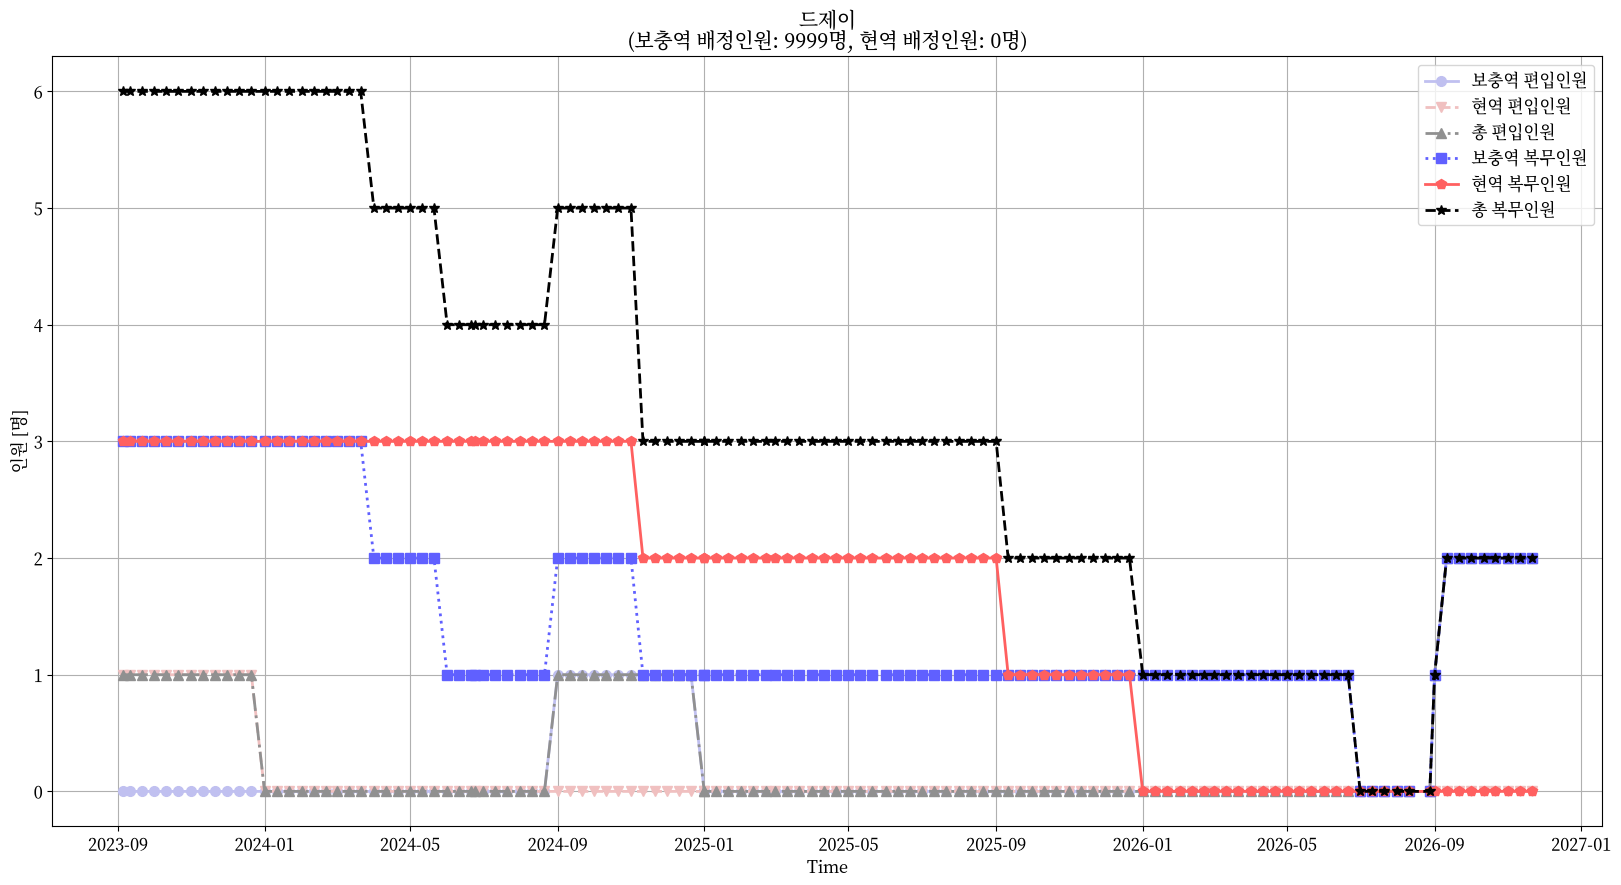 드제이
(보충역 배정인원: 9999명, 현역 배정인원: 0명)
보충역 편입인원
현역 편입인원
총 편입인원
보충역 복무인원
현역 복무인원
총 복무인원
인원 [명]
6
5
4
3
2
1
0
2023-09 2024-01 2024-05 2024-09 2025-01 2025-05 2025-09 2026-01 2026-05 2026-09 2027-01
Time